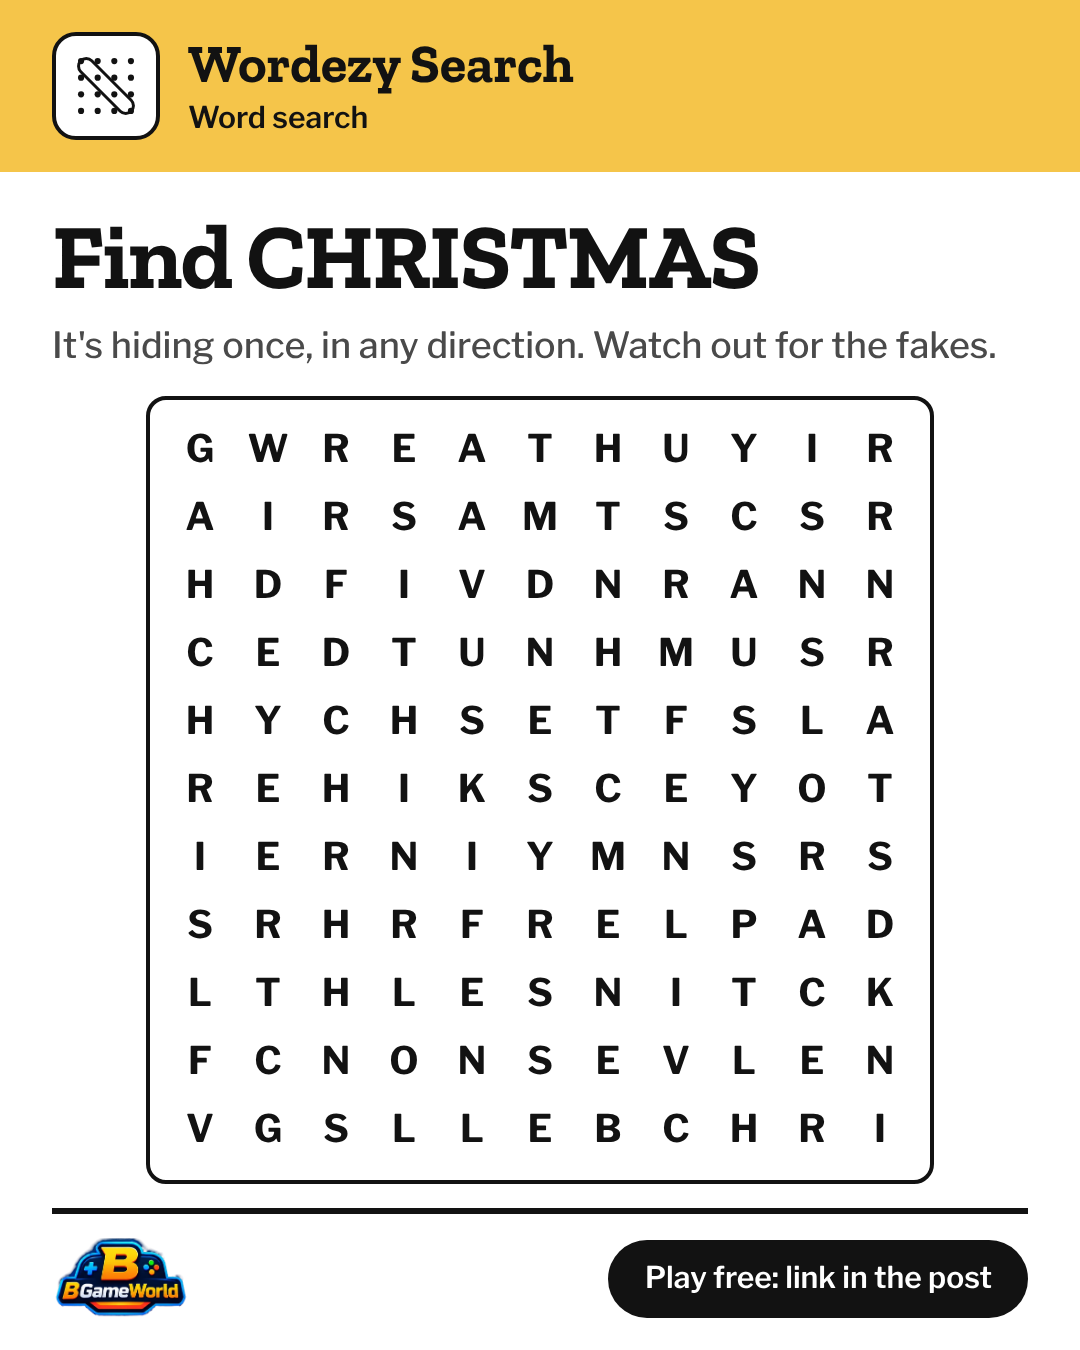 Wordezy Search
Word search
Find CHRISTMAS
It's hiding once, in any direction. Watch out for the fakes.
G W R E A T H U Y I R
A I R S A M T S C S R
H D F I V D N R A N N
C E D T U N H M U S R
H Y C H S E T F S L A
R E H I K S C E Y O T
I E R N I Y M N S R S
S R H R F R E L P A D
L T H L E S N I T C K
F C N O N S E V L E N
V G S L L E B C H R I
B
BGameWorld
Play free: link in the post